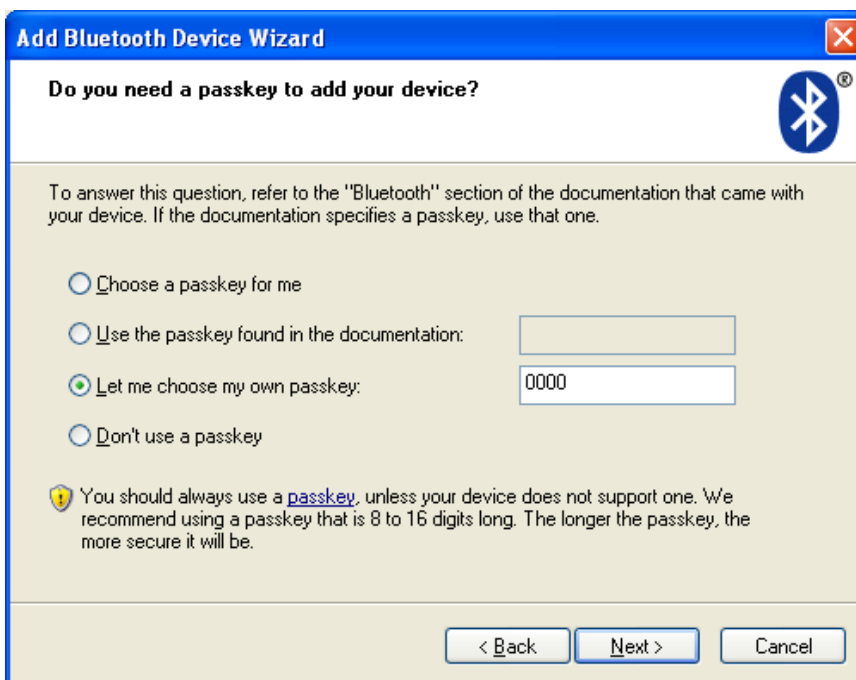 Add Bluetooth Device Wizard
Do you need a passkey to add your device?
®
To answer this question, refer to the "Bluetooth" section of the documentation that came with
your device. If the documentation specifies a passkey, use that one.
Choose a passkey for me
Use the passkey found in the documentation:
Let me choose my own passkey: 0000
Don't use a passkey
You should always use a passkey, unless your device does not support one. We
recommend using a passkey that is 8 to 16 digits long. The longer the passkey, the
more secure it will be.
< Back Next > Cancel